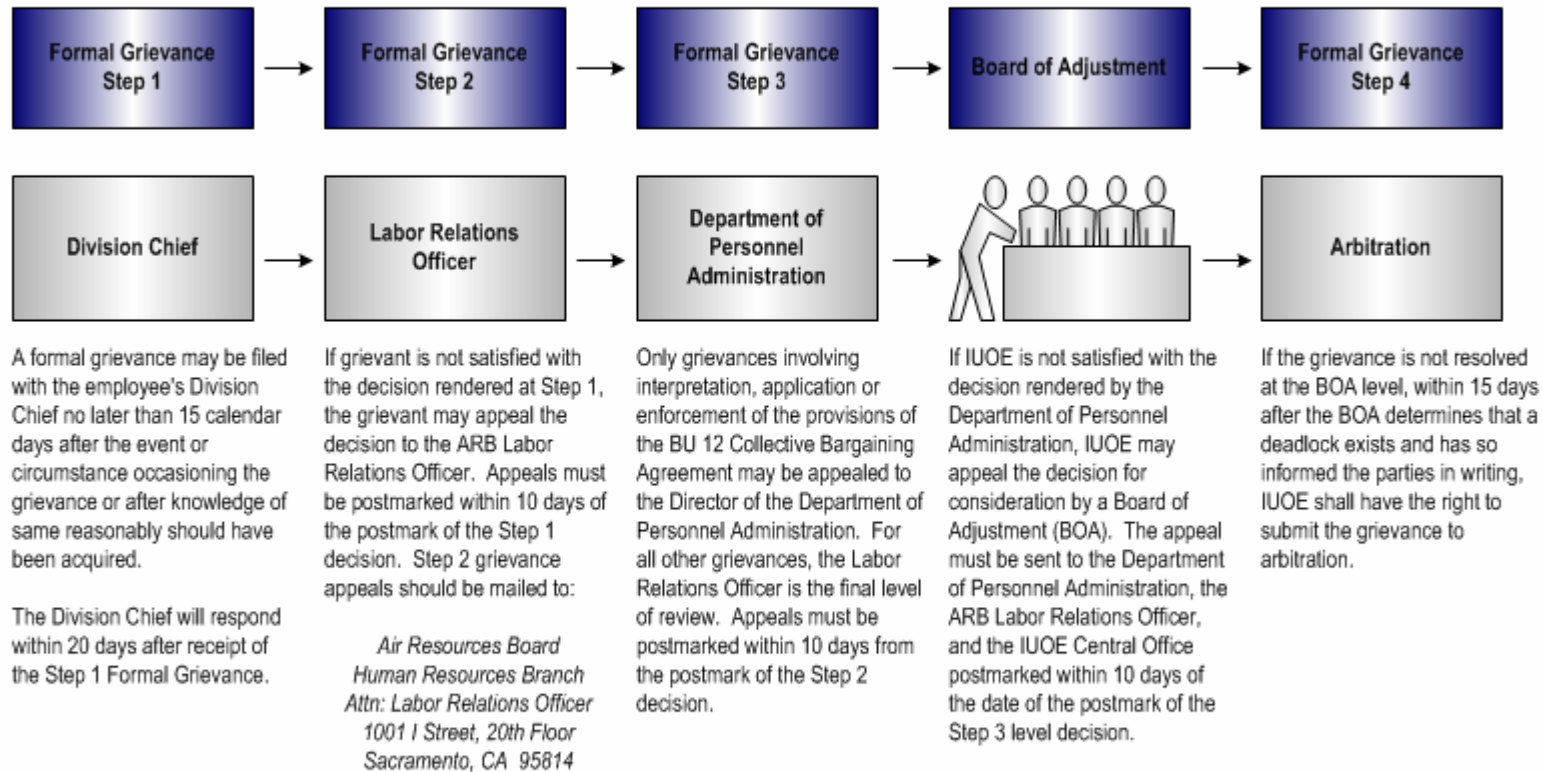 Formal Grievance
Step 1
Formal Grievance
Step 2
Formal Grievance
Step 3
Board of Adjustment
Formal Grievance
Step 4
Division Chief
Labor Relations
Officer
Department of
Personnel
Administration
Arbitration
A formal grievance may be filed
with the employee's Division
Chief no later than 15 calendar
days after the event or
circumstance occasioning the
grievance or after knowledge of
same reasonably should have
been acquired.
The Division Chief will respond
within 20 days after receipt of
the Step 1 Formal Grievance.
If grievant is not satisfied with
the decision rendered at Step 1,
the grievant may appeal the
decision to the ARB Labor
Relations Officer.  Appeals must
be postmarked within 10 days of
the postmark of the Step 1
decision.  Step 2 grievance
appeals should be mailed to:
Air Resources Board
Human Resources Branch
Attn: Labor Relations Officer
1001 I Street, 20th Floor
Sacramento, CA  95814
Only grievances involving
interpretation, application or
enforcement of the provisions of
the BU 12 Collective Bargaining
Agreement may be appealed to
the Director of the Department of
Personnel Administration.  For
all other grievances, the Labor
Relations Officer is the final level
of review.  Appeals must be
postmarked within 10 days from
the postmark of the Step 2
decision.
If IUOE is not satisfied with the
decision rendered by the
Department of Personnel
Administration, IUOE may
appeal the decision for
consideration by a Board of
Adjustment (BOA).  The appeal
must be sent to the Department
of Personnel Administration, the
ARB Labor Relations Officer,
and the IUOE Central Office
postmarked within 10 days of
the date of the postmark of the
Step 3 level decision.
If the grievance is not resolved
at the BOA level, within 15 days
after the BOA determines that a
deadlock exists and has so
informed the parties in writing,
IUOE shall have the right to
submit the grievance to
arbitration.